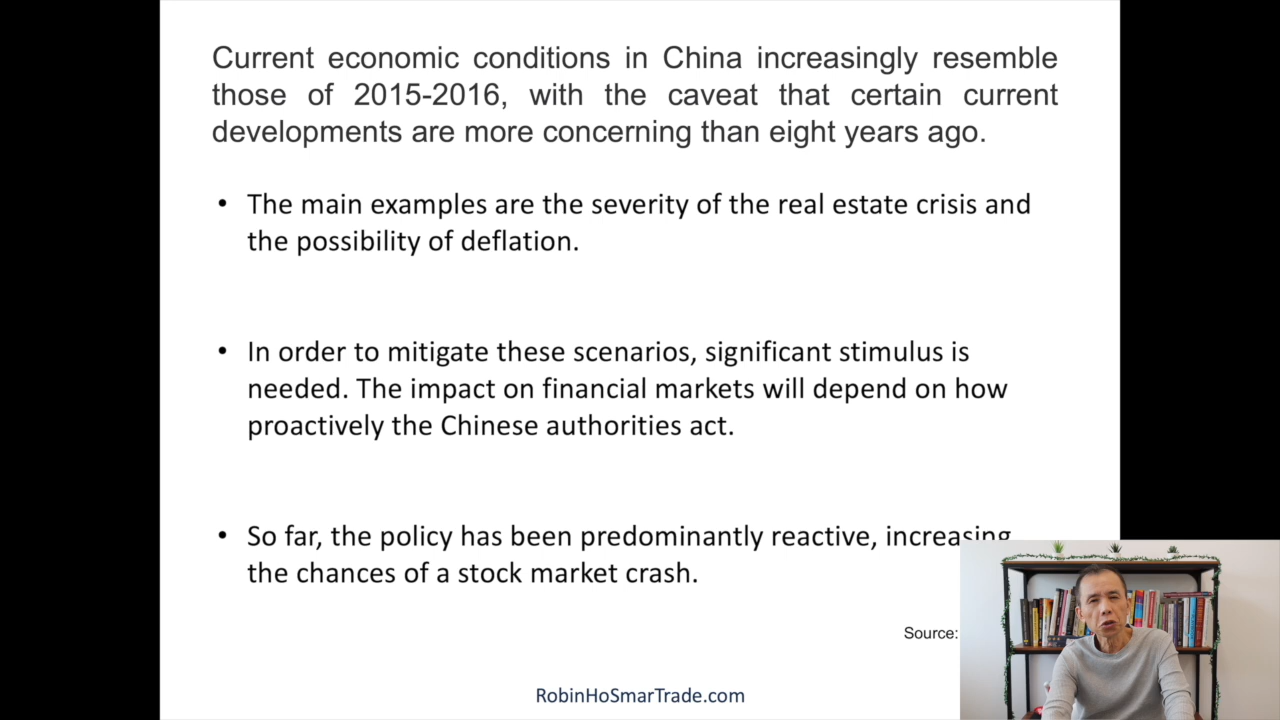 Current economic conditions in China increasingly resemble
those of 2015-2016, with the caveat that certain current
developments are more concerning than eight years ago.
• The main examples are the severity of the real estate crisis and
the possibility of deflation.
• In order to mitigate these scenarios, significant stimulus is
needed. The impact on financial markets will depend on how
proactively the Chinese authorities act.
• So far, the policy has been predominantly reactive, increasing
the chances of a stock market crash.
Source:
RobinHoSmarTrade.com